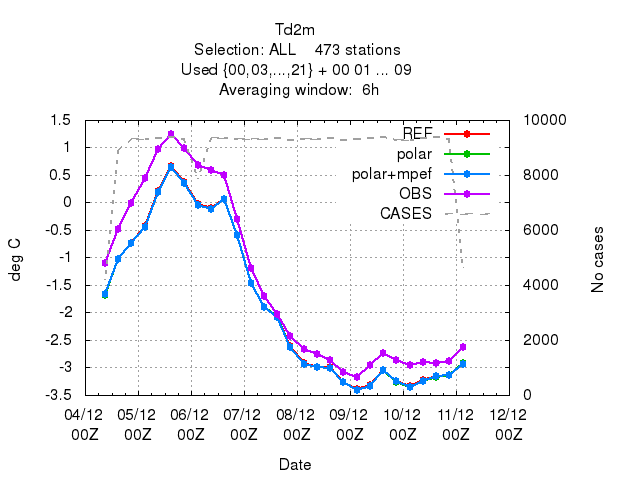 Td2m
Selection: ALL 473 stations
Used {00,03,...,21} + 00 01 ... 09
Averaging window: 6h
1.5
1
0.5
0
-0.5
-1
-1.5
-2
-2.5
-3
-3.5
deg C
10000
8000
6000
4000
2000
0
No cases
REF
polar
polar+mpef
OBS
CASES
04/12 05/12 06/12 07/12 08/12 09/12 10/12 11/12 12/12
00Z 00Z 00Z 00Z 00Z 00Z 00Z 00Z 00Z
Date